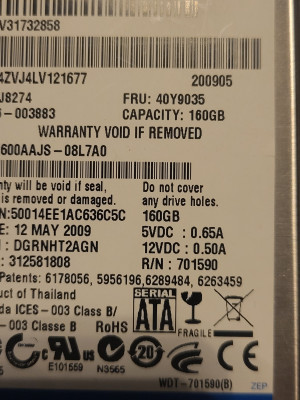 V31732858
4ZVJ4LV121677 200905
J8274 FRU: 40Y9035
-003883 CAPACITY: 160GB
WARRANTY VOID IF REMOVED
600AAJS-08L7A0
ty will be void if seal, Do not cover
is removed or damaged. any drive holes.
N:50014EE1AC636C5C 160GB
E: 12 MAY 2009 5VDC : 0.65A
: DGRNHT2AGN 12VDC : 0.50A
: 312581808 R/N : 701590
Patents: 6178056, 5956196,6289484, 6263459
uct of Thailand
da ICES-003 Class B/
-003 Classe B RoHS
SERIAL
ATA
FRAGILE
20
E101559 N3565
WDT-701590(B)
ZEP